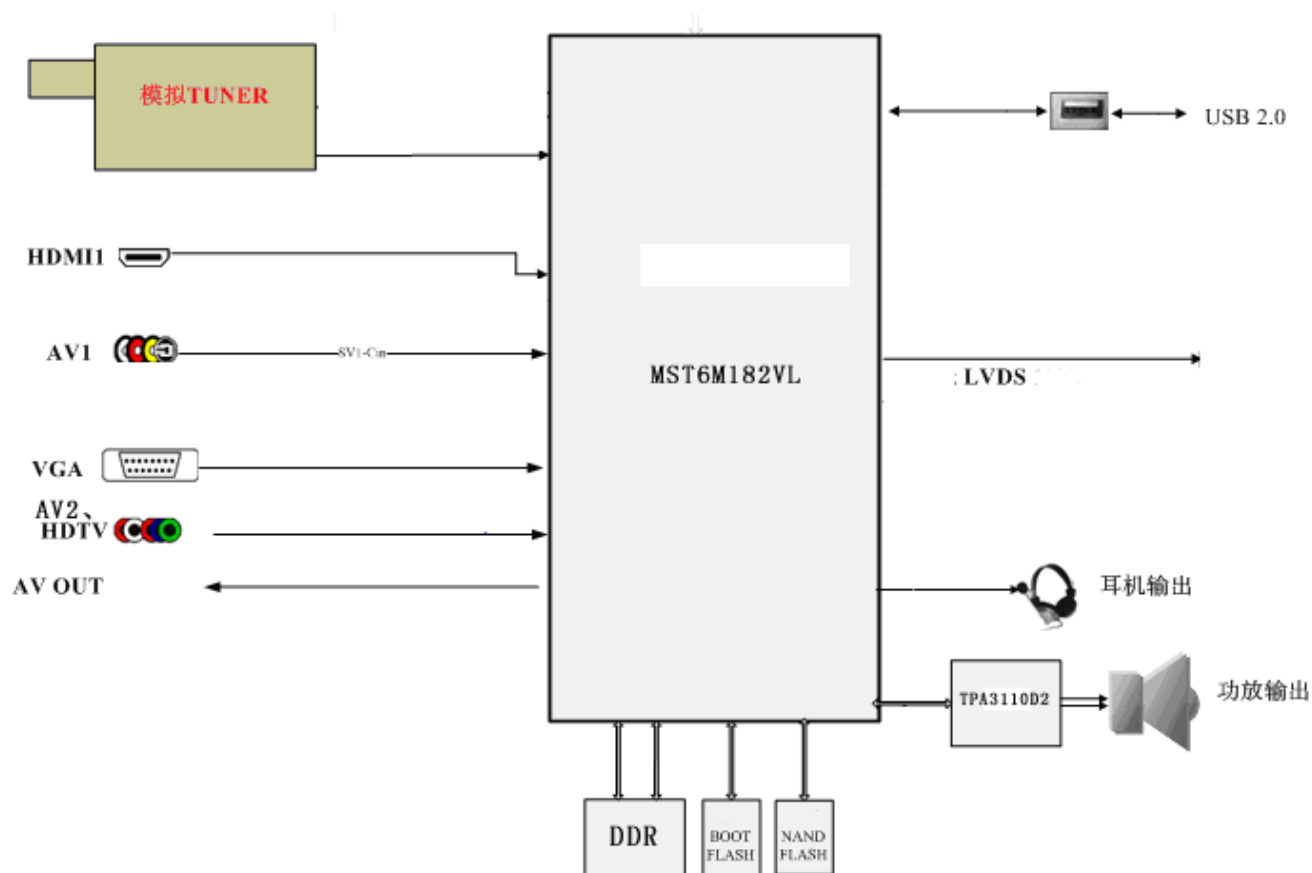 模拟TUNER
USB 2.0
HDMI1
AV1
SV1-Cin
MST6M182VL
: LVDS
VGA
AV2、
HDTV
AV OUT
耳机输出
TPA3110D2
功放输出
DDR
BOOT
FLASH
NAND
FLASH